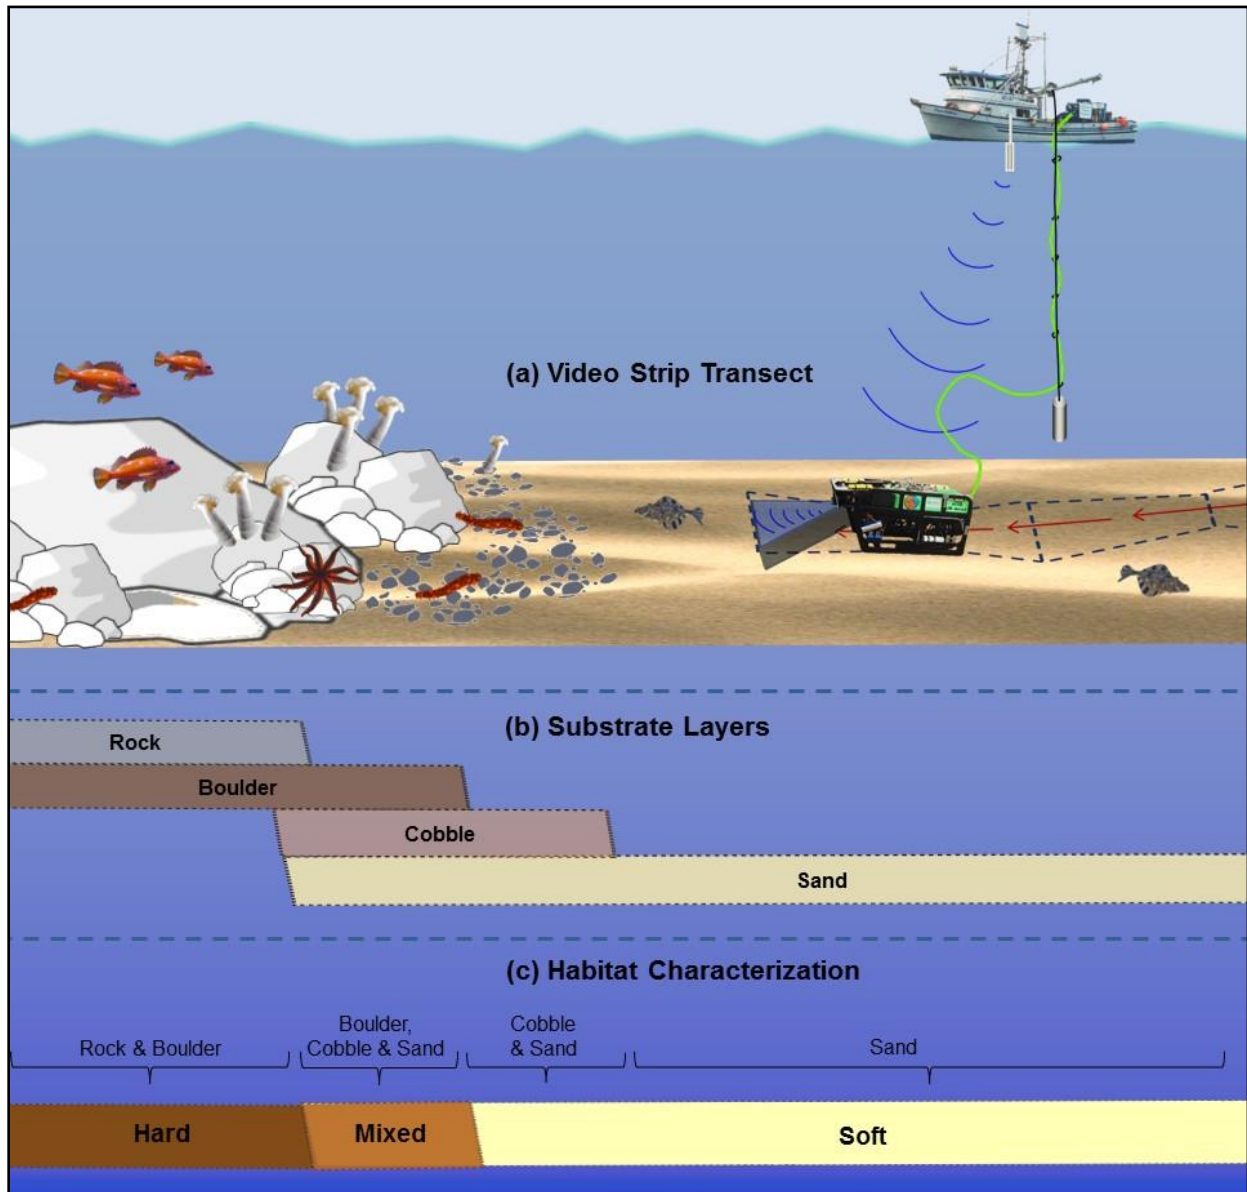 (a) Video Strip Transect
(b) Substrate Layers
Rock
Boulder
Cobble
Sand
(c) Habitat Characterization
Rock & Boulder
Boulder,
Cobble & Sand
Cobble
& Sand
Sand
Hard
Mixed
Soft